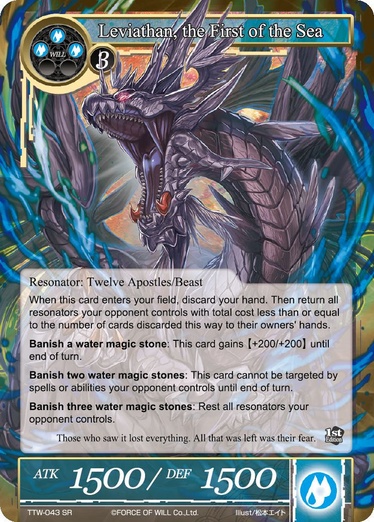 Leviathan, the First of the Sea
WILL
β
Resonator: Twelve Apostles/Beast
When this card enters your field, discard your hand. Then return all
resonators your opponent controls with total cost less than or equal
to the number of cards discarded this way to their owners' hands.
Banish a water magic stone: This card gains 【+200/+200】 until
end of turn.
Banish two water magic stones: This card cannot be targeted by
spells or abilities your opponent controls until end of turn.
Banish three water magic stones: Rest all resonators your
opponent controls.
Those who saw it lost everything. All that was left was their fear.
1st
Edition
ATK 1500 / DEF 1500
TTW-043 SR ©FORCE OF WILL Co.,Ltd. Illust/松本エイト